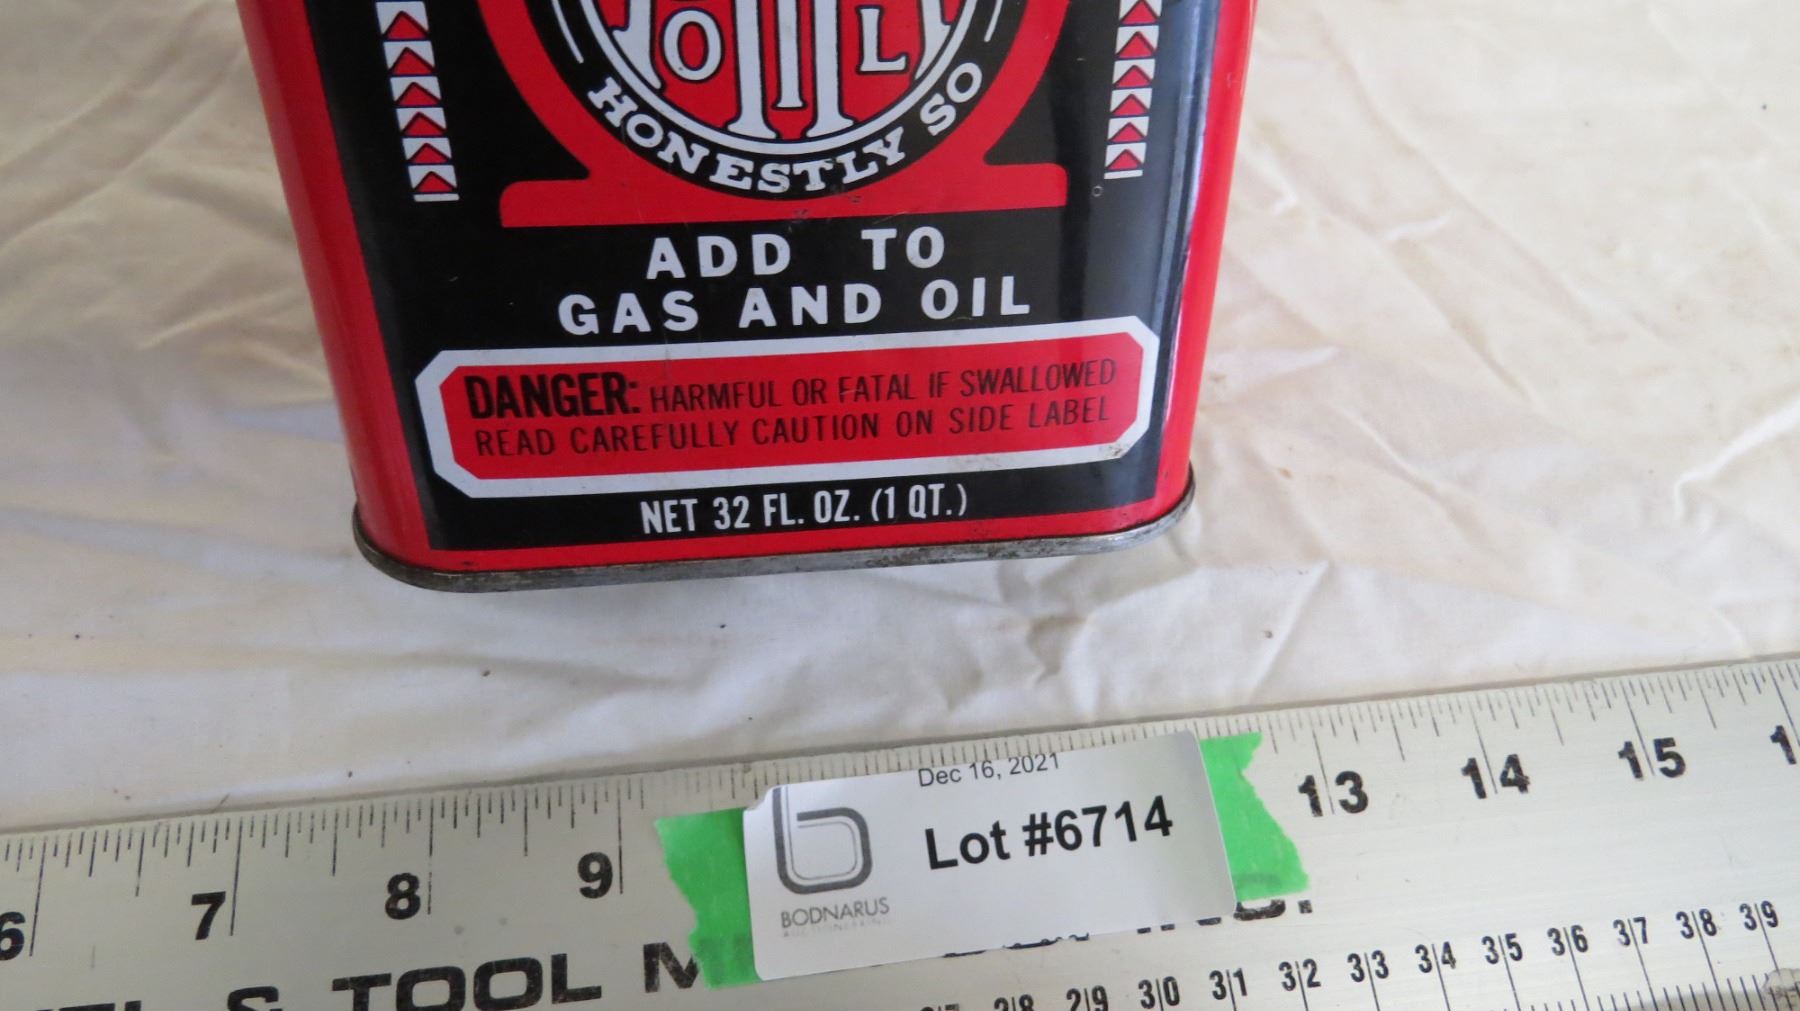 OIL
HONESTLY SO
ADD TO
GAS AND OIL
DANGER: HARMFUL OR FATAL IF SWALLOWED
READ CAREFULLY CAUTION ON SIDE LABEL
NET 32 FL. OZ. (1 QT.)
Dec 16, 2021
Lot #6714
BODNARUS
AUCTIONEERING
6 7 8 9 13 14 15
& TOOL
28 29 30 31 32 33 34 35 36 37 38 39